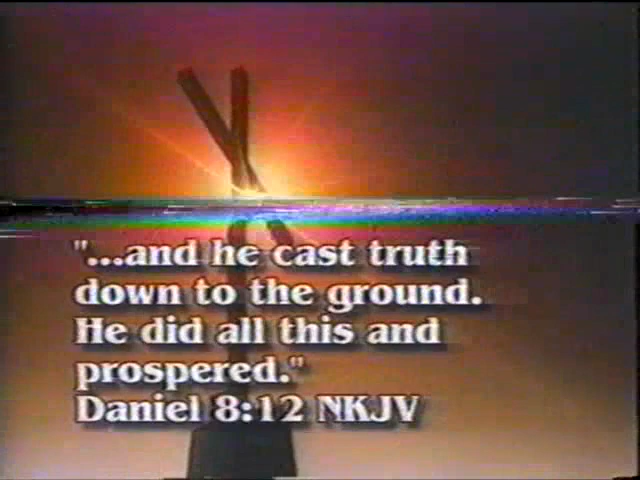 "...and he cast truth
down to the ground.
He did all this and
prospered."
Daniel 8:12 NKJV